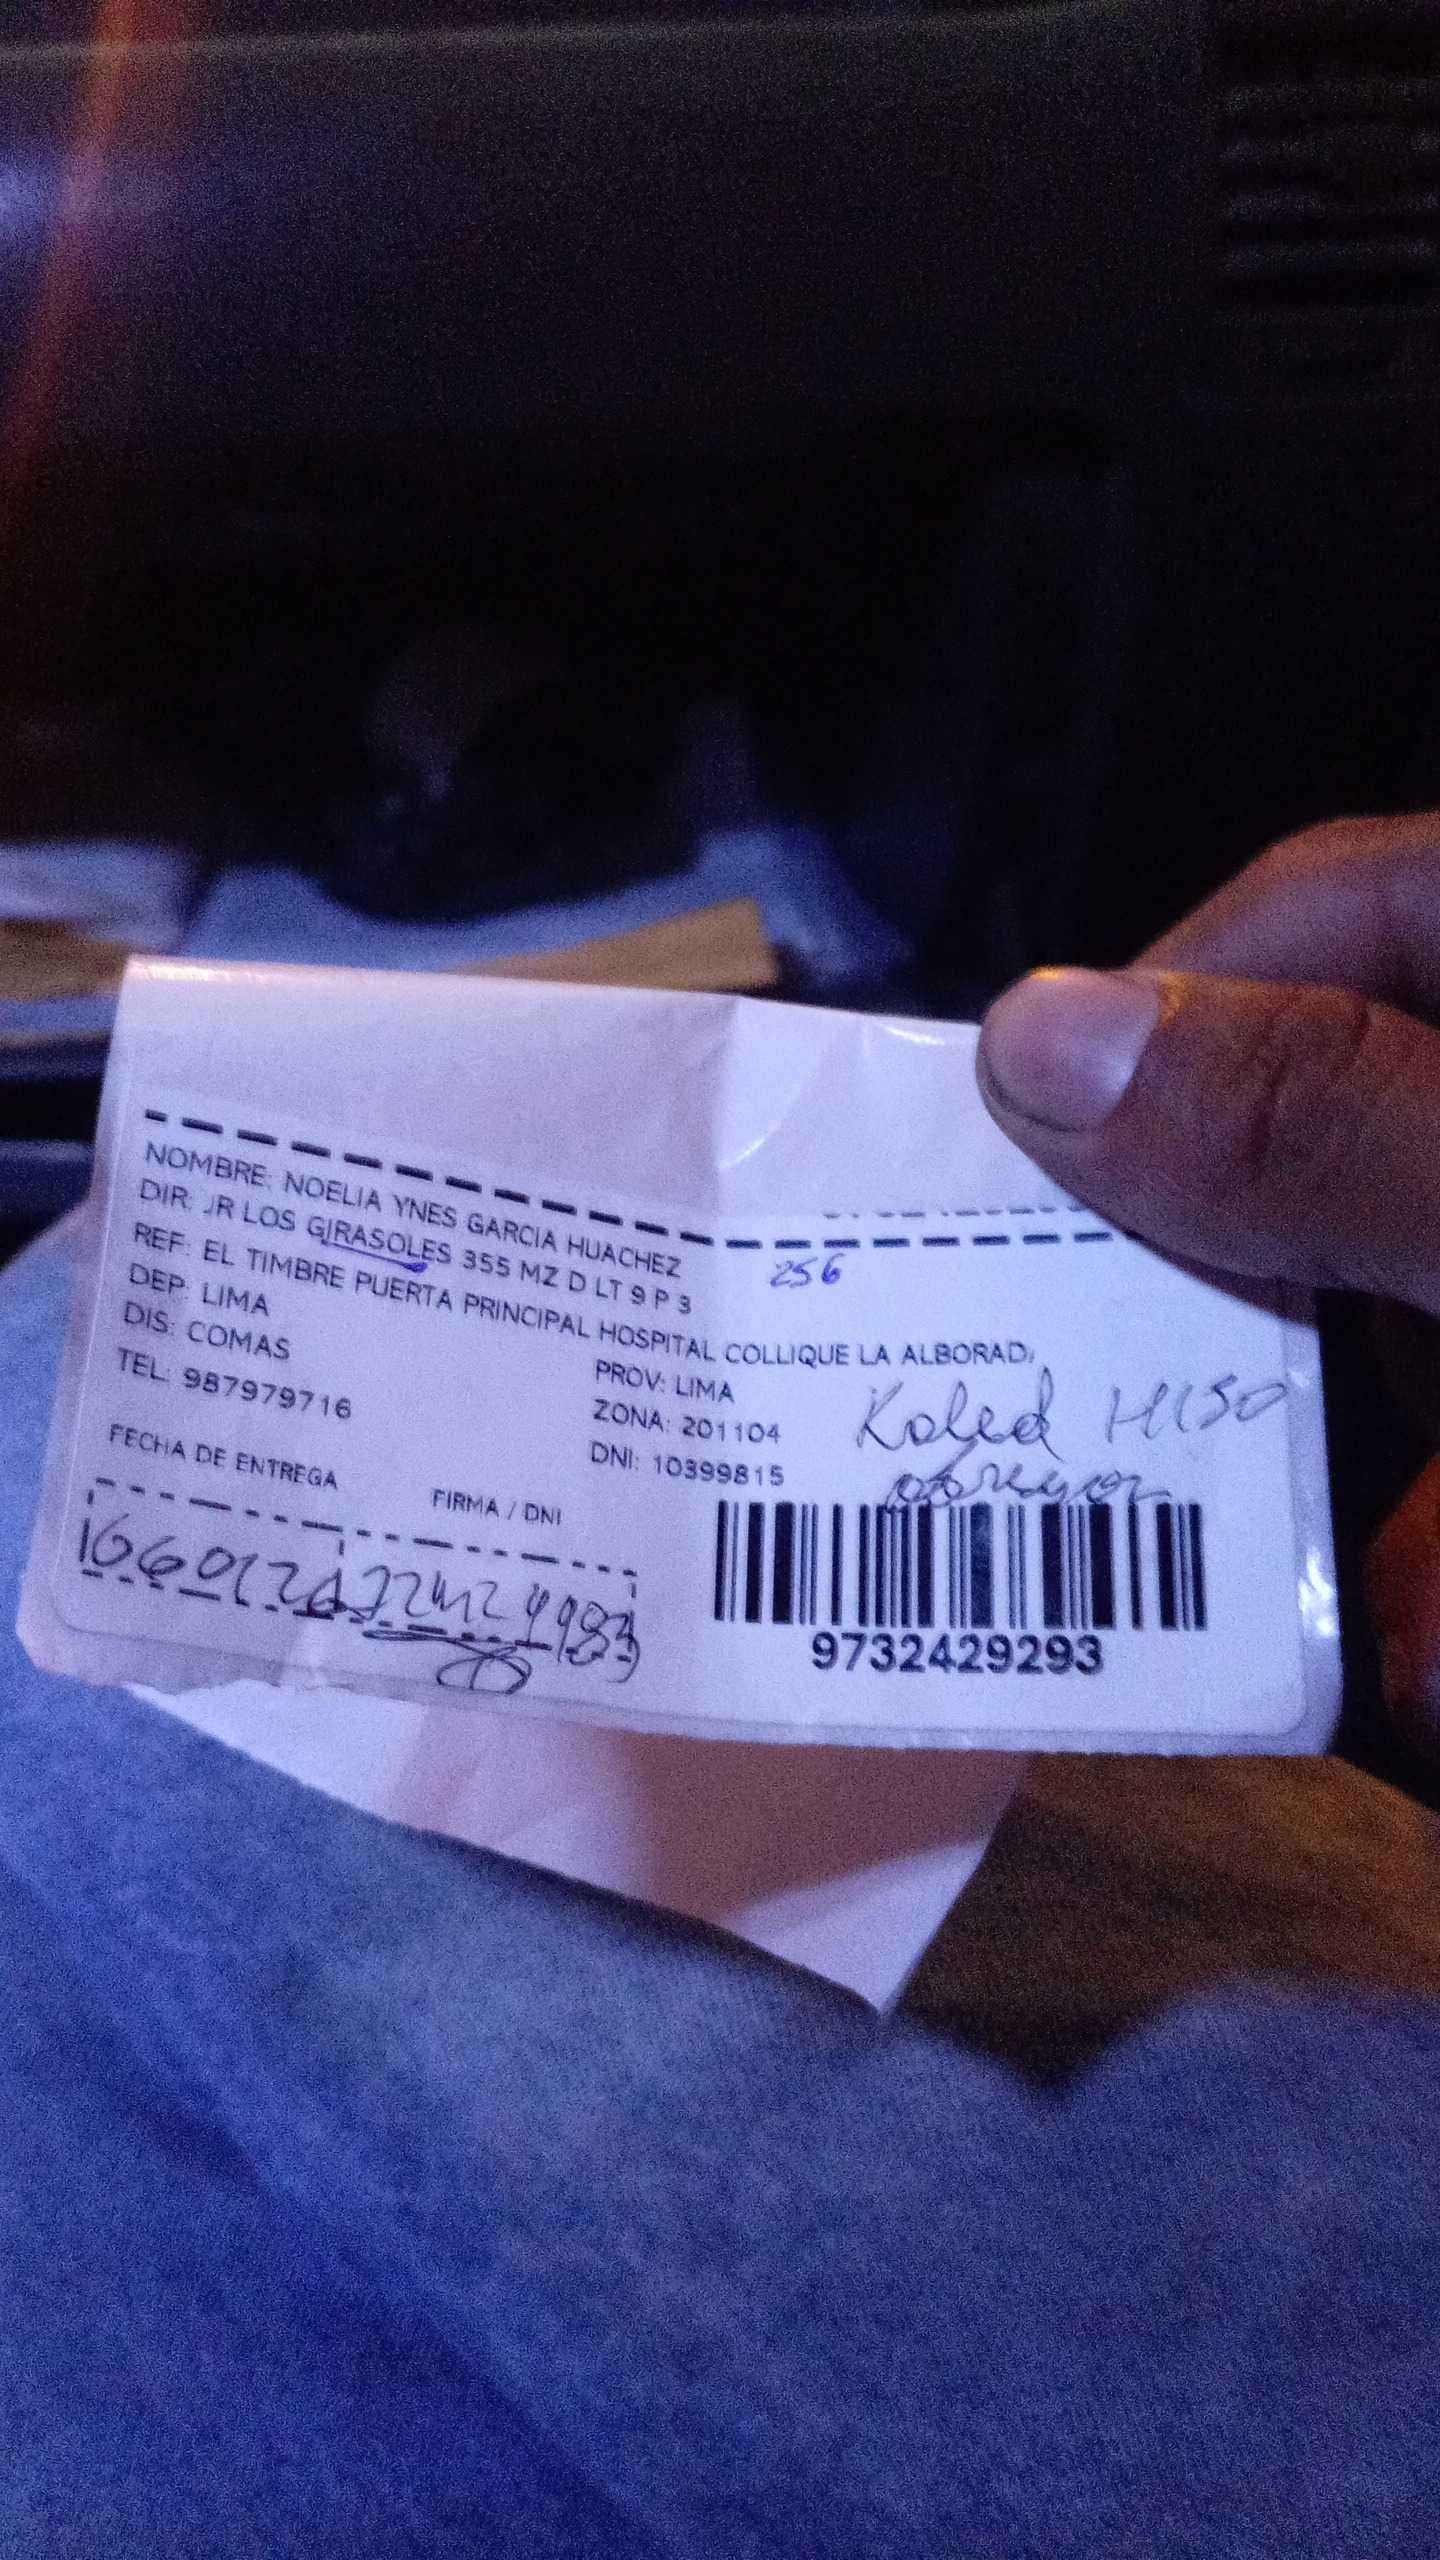 NOMBRE: NOELIA YNES GARCIA HUACHEZ
DIR: JR LOS GIRASOLES 355 MZ D LT 9 P 3
256
REF: EL TIMBRE PUERTA PRINCIPAL HOSPITAL COLLIQUE LA ALBORAD
DEP: LIMA
PROV: LIMA
DIS: COMAS
ZONA: 201104
TEL: 987979716
DNI: 10399815
Koled
FECHA DE ENTREGA
FIRMA / DNI
9732429293